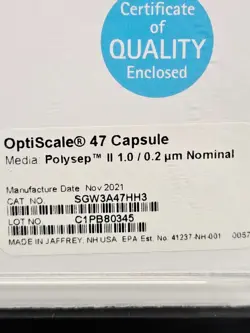 Certificate
of
QUALITY
Enclosed
OptiScale® 47 Capsule
Media: Polysep™ II 1.0 / 0.2 µm Nominal
Manufacture Date Nov 2021
CAT NO. SGW3A47HH3
LOT NO. C1PB80345
MADE IN JAFFREY, NH USA EPA Est. No. 41237-NH-001